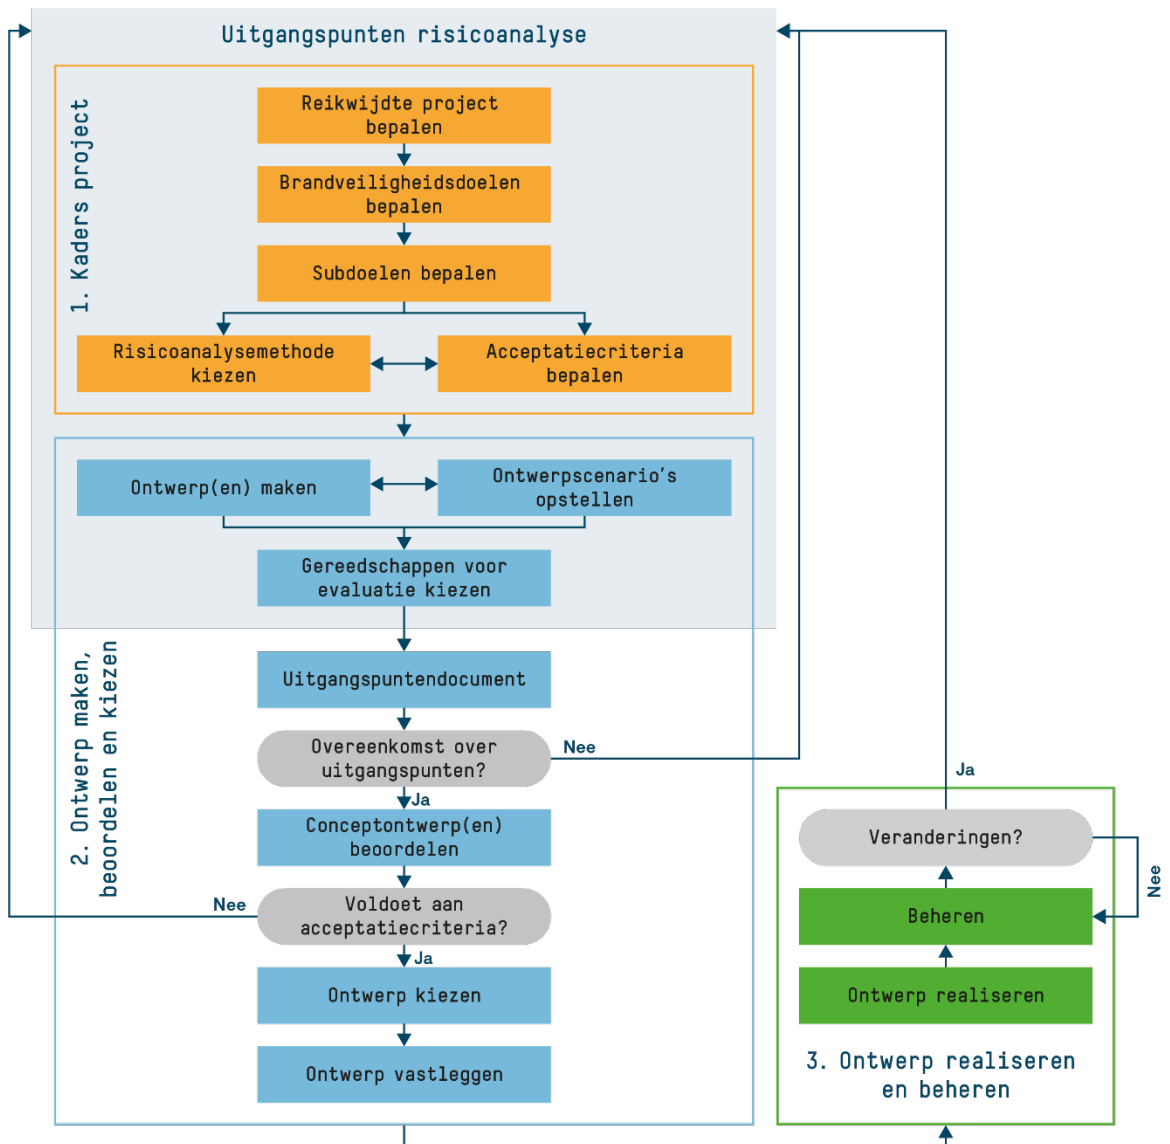 Uitgangspunten risicoanalyse
1. Kaders project
Reikwijdte project
bepalen
Brandveiligheidsdoelen
bepalen
Subdoelen bepalen
Risicoanalysemethode
kiezen
Acceptatiecriteria
bepalen
2. Ontwerp maken,
beoordelen en kiezen
Ontwerp(en) maken
Ontwerpscenario's
opstellen
Gereedschappen voor
evaluatie kiezen
Uitgangspuntendocument
Overeenkomst over
uitgangspunten?
Nee
Ja
Conceptontwerp(en)
beoordelen
Voldoet aan
acceptatiecriteria?
Nee
Ja
Ontwerp kiezen
Ontwerp vastleggen
Ja
Veranderingen?
Nee
Beheren
Ontwerp realiseren
3. Ontwerp realiseren
en beheren